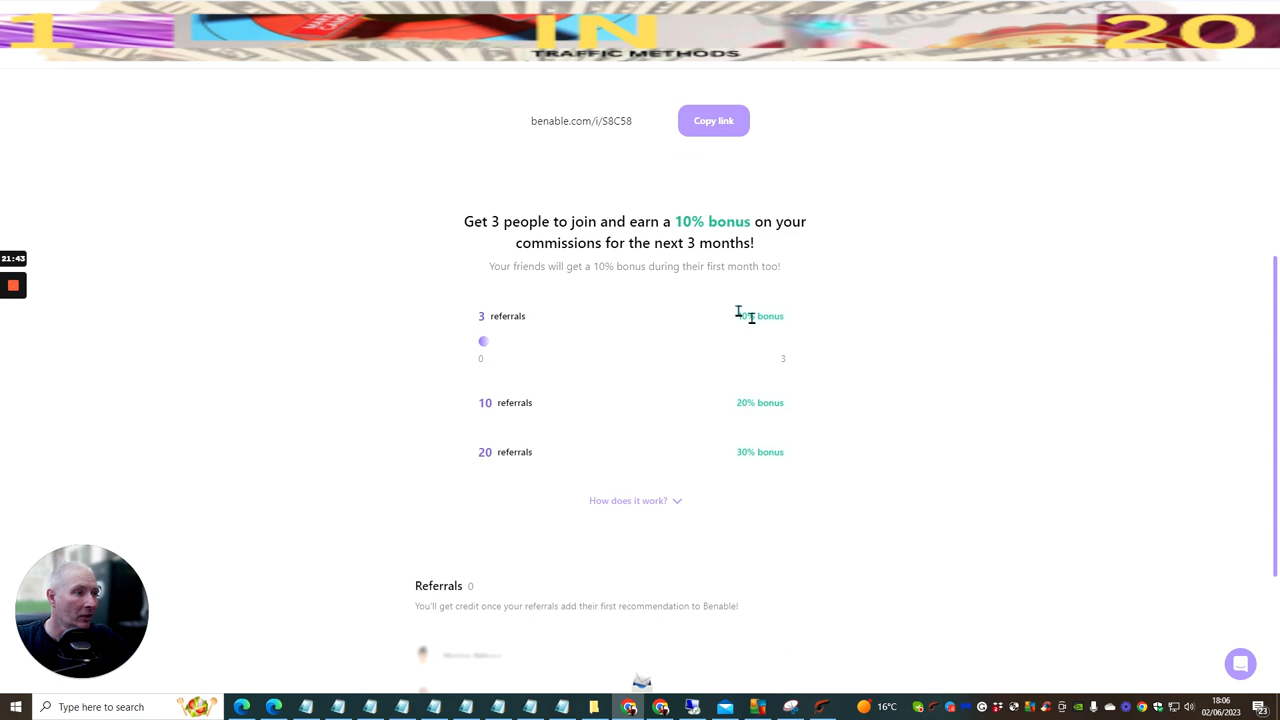 1 IN 20
TRAFFIC METHODS
benable.com/i/S8C58
Copy link
Get 3 people to join and earn a 10% bonus on your
commissions for the next 3 months!
Your friends will get a 10% bonus during their first month too!
21:43
3 referrals
10% bonus
0
3
10 referrals
20% bonus
20 referrals
30% bonus
How does it work?
Referrals 0
You'll get credit once your referrals add their first recommendation to Benable!
Type here to search
16°C
18:06
02/06/2023